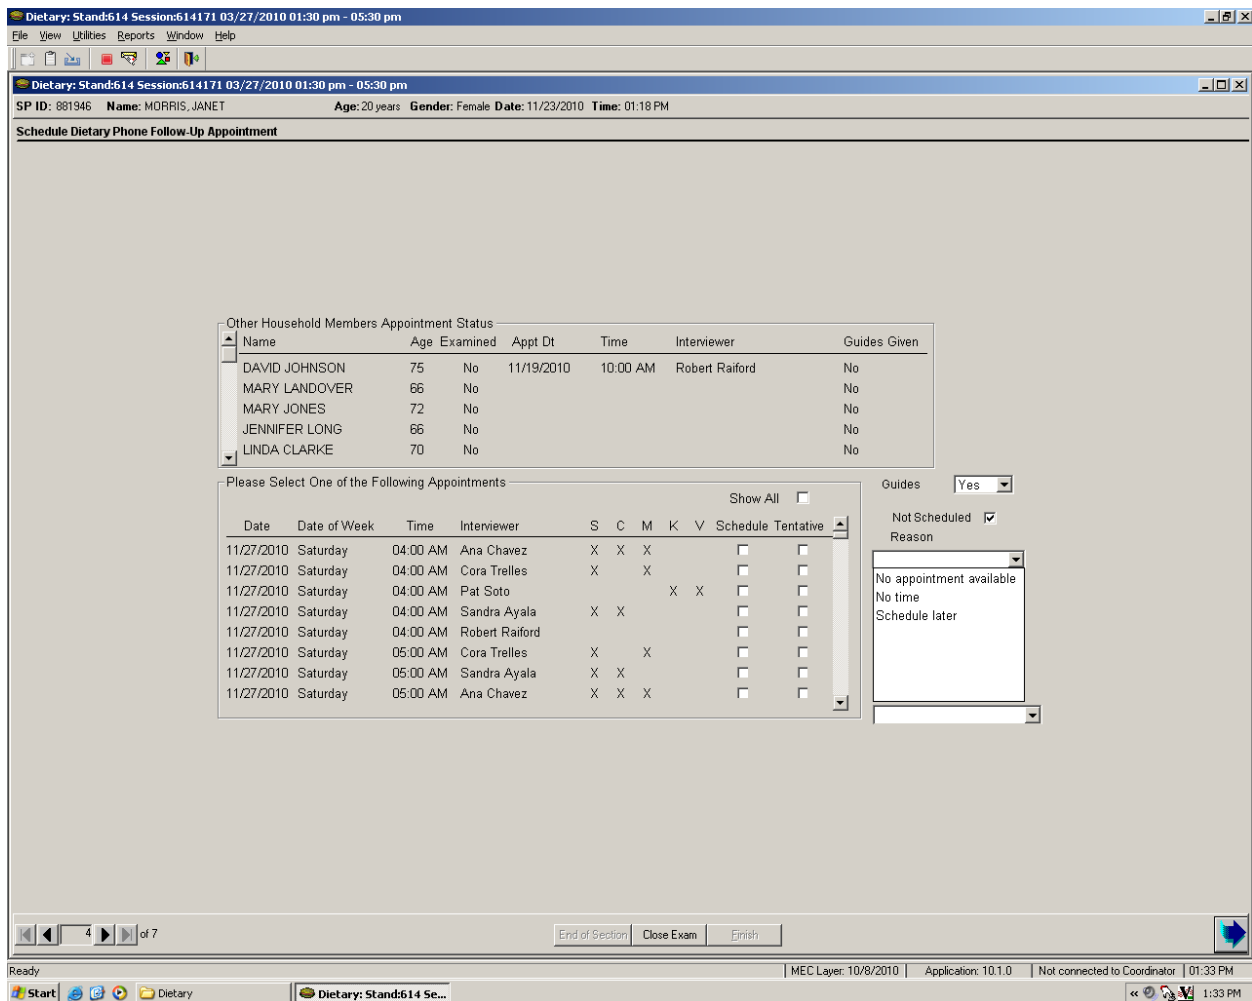 Dietary: Stand:614 Session:614171 03/27/2010 01:30 pm - 05:30 pm
File View Utilities Reports Window Help
Dietary: Stand:614 Session:614171 03/27/2010 01:30 pm - 05:30 pm
SP ID: 881946 Name: MORRIS, JANET Age: 20 years Gender: Female Date: 11/23/2010 Time: 01:18 PM
Schedule Dietary Phone Follow-Up Appointment
Other Household Members Appointment Status
Name Age Examined Appt Dt Time Interviewer Guides Given
DAVID JOHNSON 75 No 11/19/2010 10:00 AM Robert Raiford No
MARY LANDOVER 66 No No
MARY JONES 72 No No
JENNIFER LONG 66 No No
LINDA CLARKE 70 No No
Please Select One of the Following Appointments
Show All
Guides Yes
Not Scheduled
Reason
Date Date of Week Time Interviewer S C M K V Schedule Tentative
11/27/2010 Saturday 04:00 AM Ana Chavez X X X
11/27/2010 Saturday 04:00 AM Cora Trelles X X
11/27/2010 Saturday 04:00 AM Pat Soto X X
11/27/2010 Saturday 04:00 AM Sandra Ayala X X
11/27/2010 Saturday 04:00 AM Robert Raiford
11/27/2010 Saturday 05:00 AM Cora Trelles X X
11/27/2010 Saturday 05:00 AM Sandra Ayala X X
11/27/2010 Saturday 05:00 AM Ana Chavez X X X
No appointment available
No time
Schedule later
4 of 7
End of Section Close Exam Finish
Ready MEC Layer: 10/8/2010 Application: 10.1.0 Not connected to Coordinator 01:33 PM
Start Dietary Dietary: Stand:614 Se... 1:33 PM